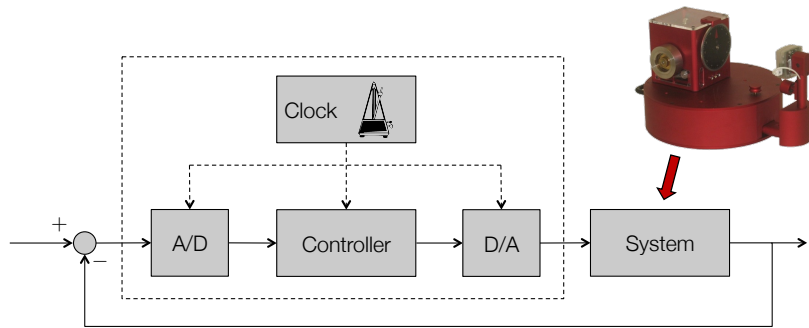 Clock
+
−
A/D
Controller
D/A
System